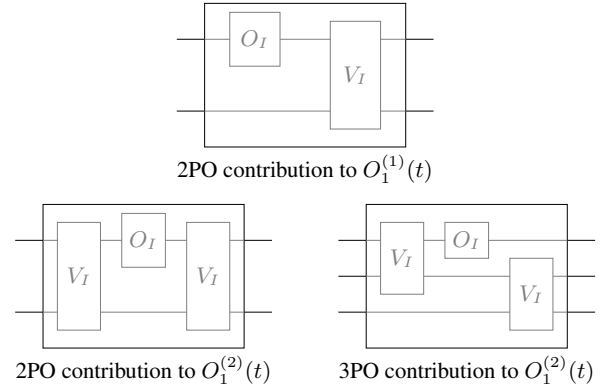 O_I
V_I
2PO contribution to O_1^{(1)}(t)
V_I O_I V_I
V_I O_I V_I
2PO contribution to O_1^{(2)}(t) 3PO contribution to O_1^{(2)}(t)